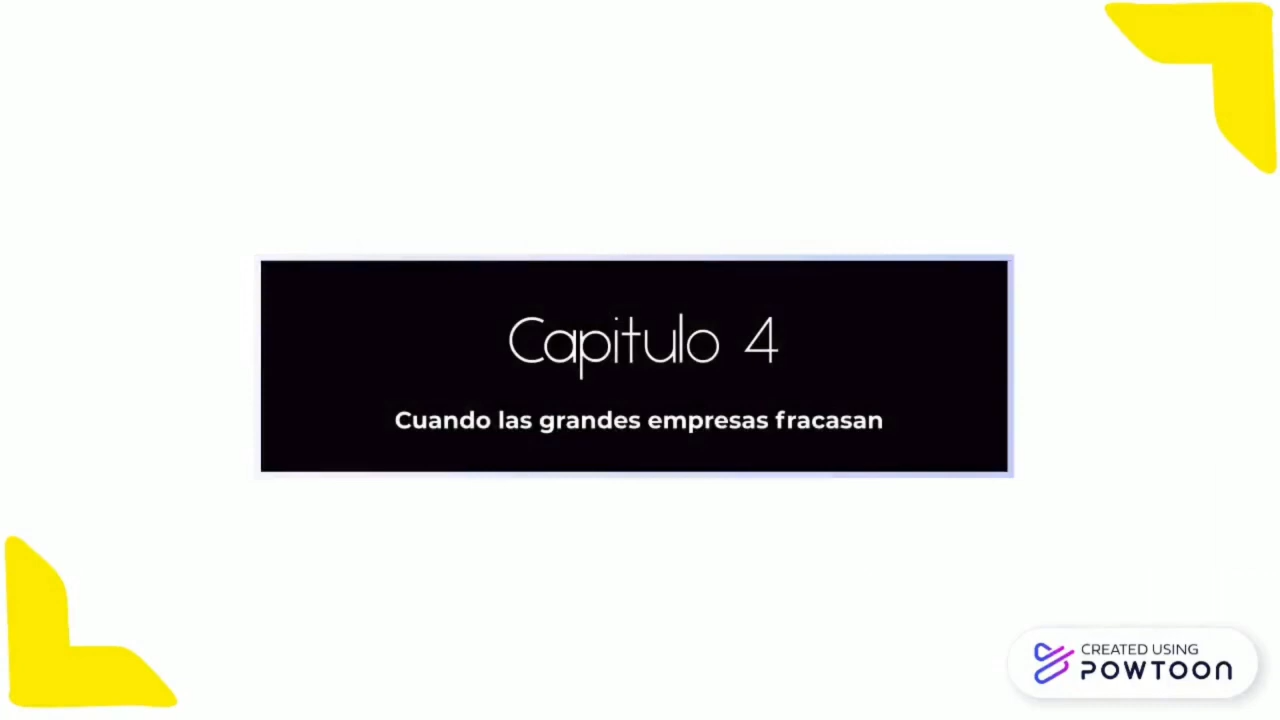 Capitulo 4
Cuando las grandes empresas fracasan
CREATED USING
POWTOON